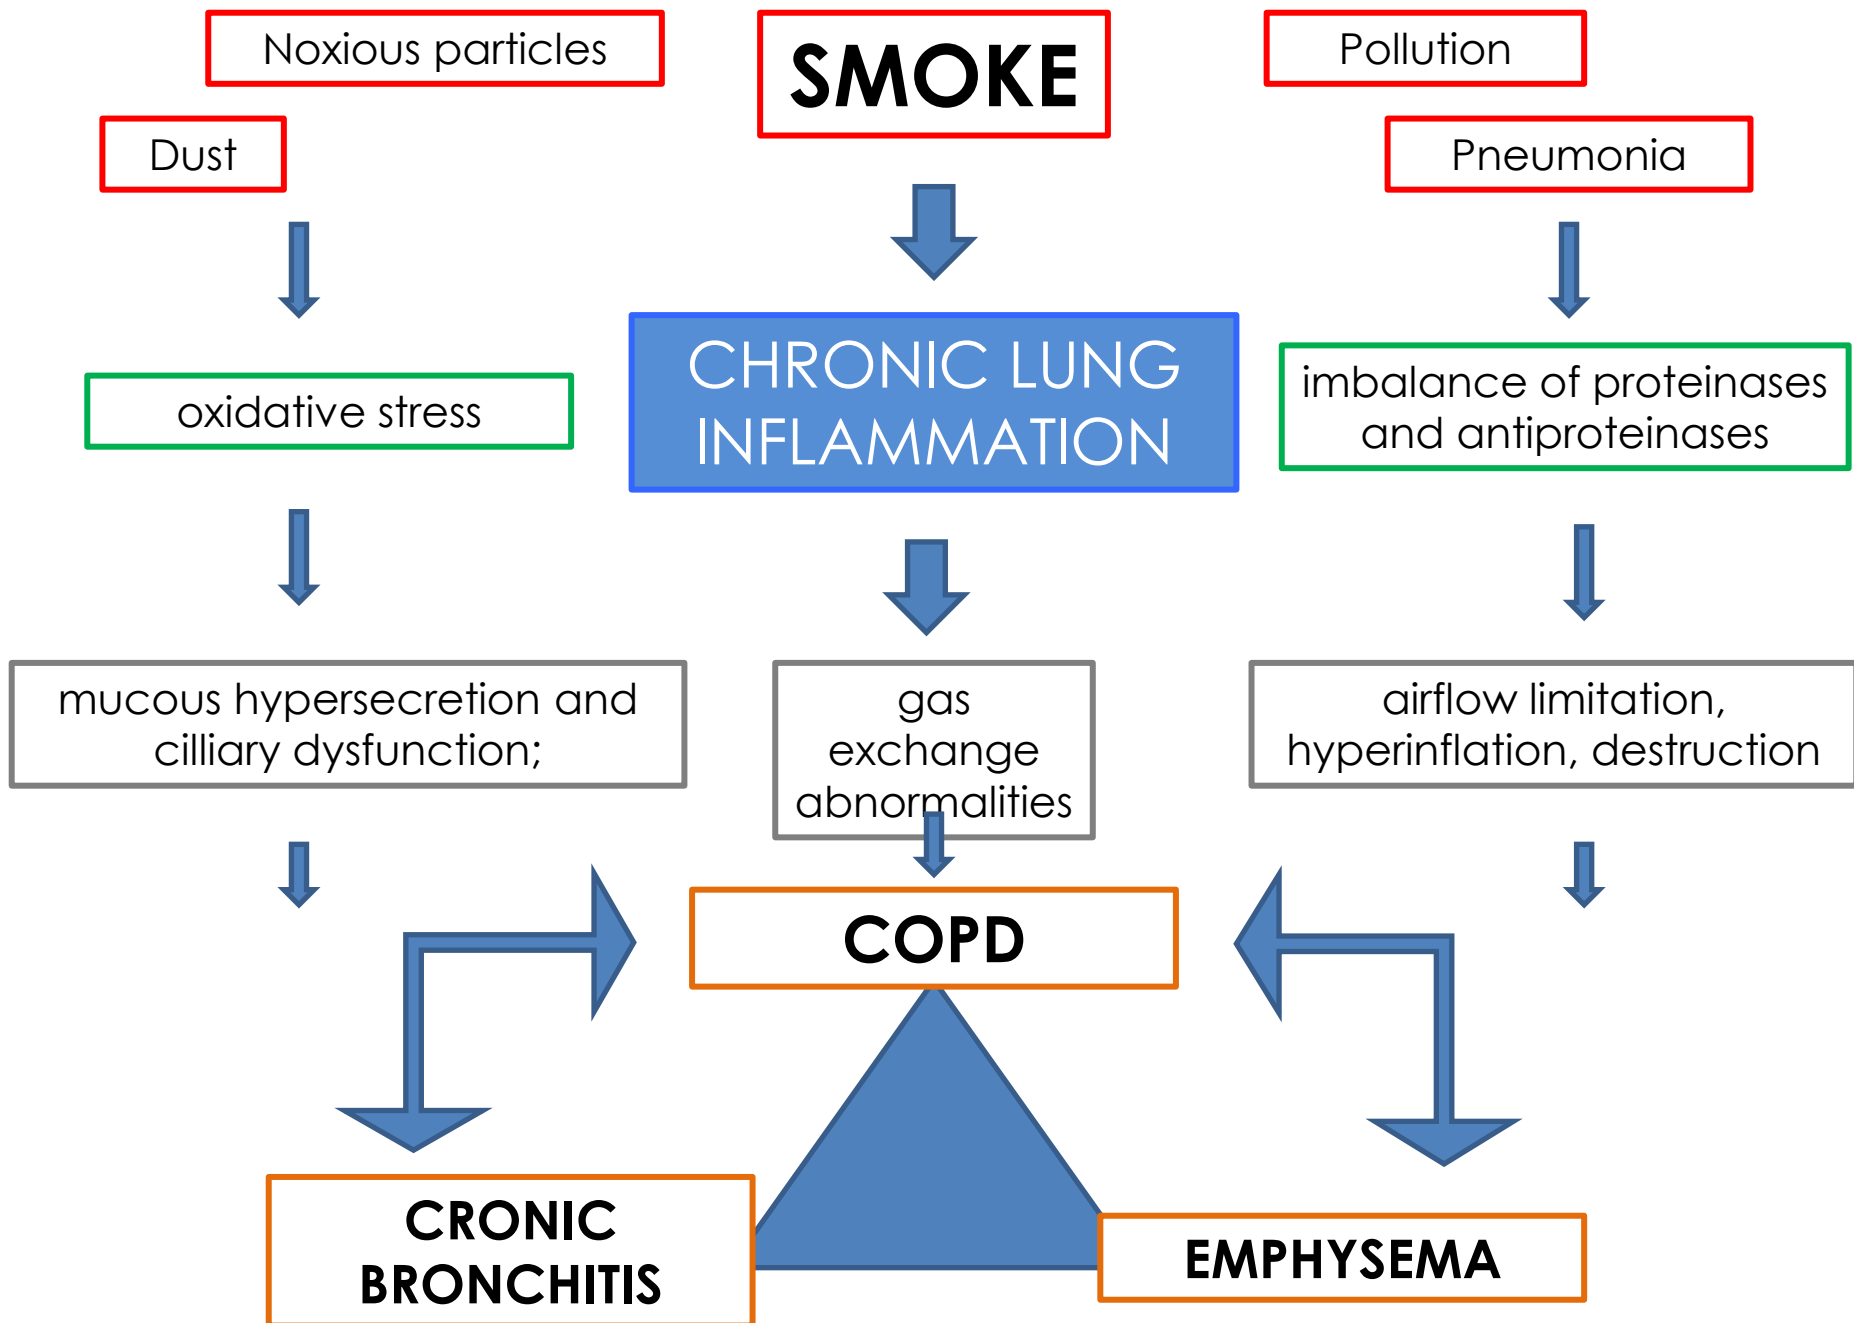 Noxious particles
SMOKE
Pollution
Dust
Pneumonia
oxidative stress
CHRONIC LUNG
INFLAMMATION
imbalance of proteinases
and antiproteinases
mucous hypersecretion and
cilliary dysfunction;
gas
exchange
abnormalities
airflow limitation,
hyperinflation, destruction
COPD
CRONIC
BRONCHITIS
EMPHYSEMA